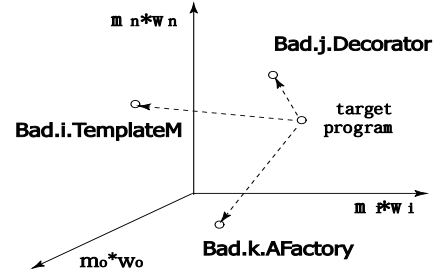 m n*w n
Bad.j.Decorator
target
program
Bad.i.TemplateM
m i*w i
Bad.k.AFactory
mo*wo